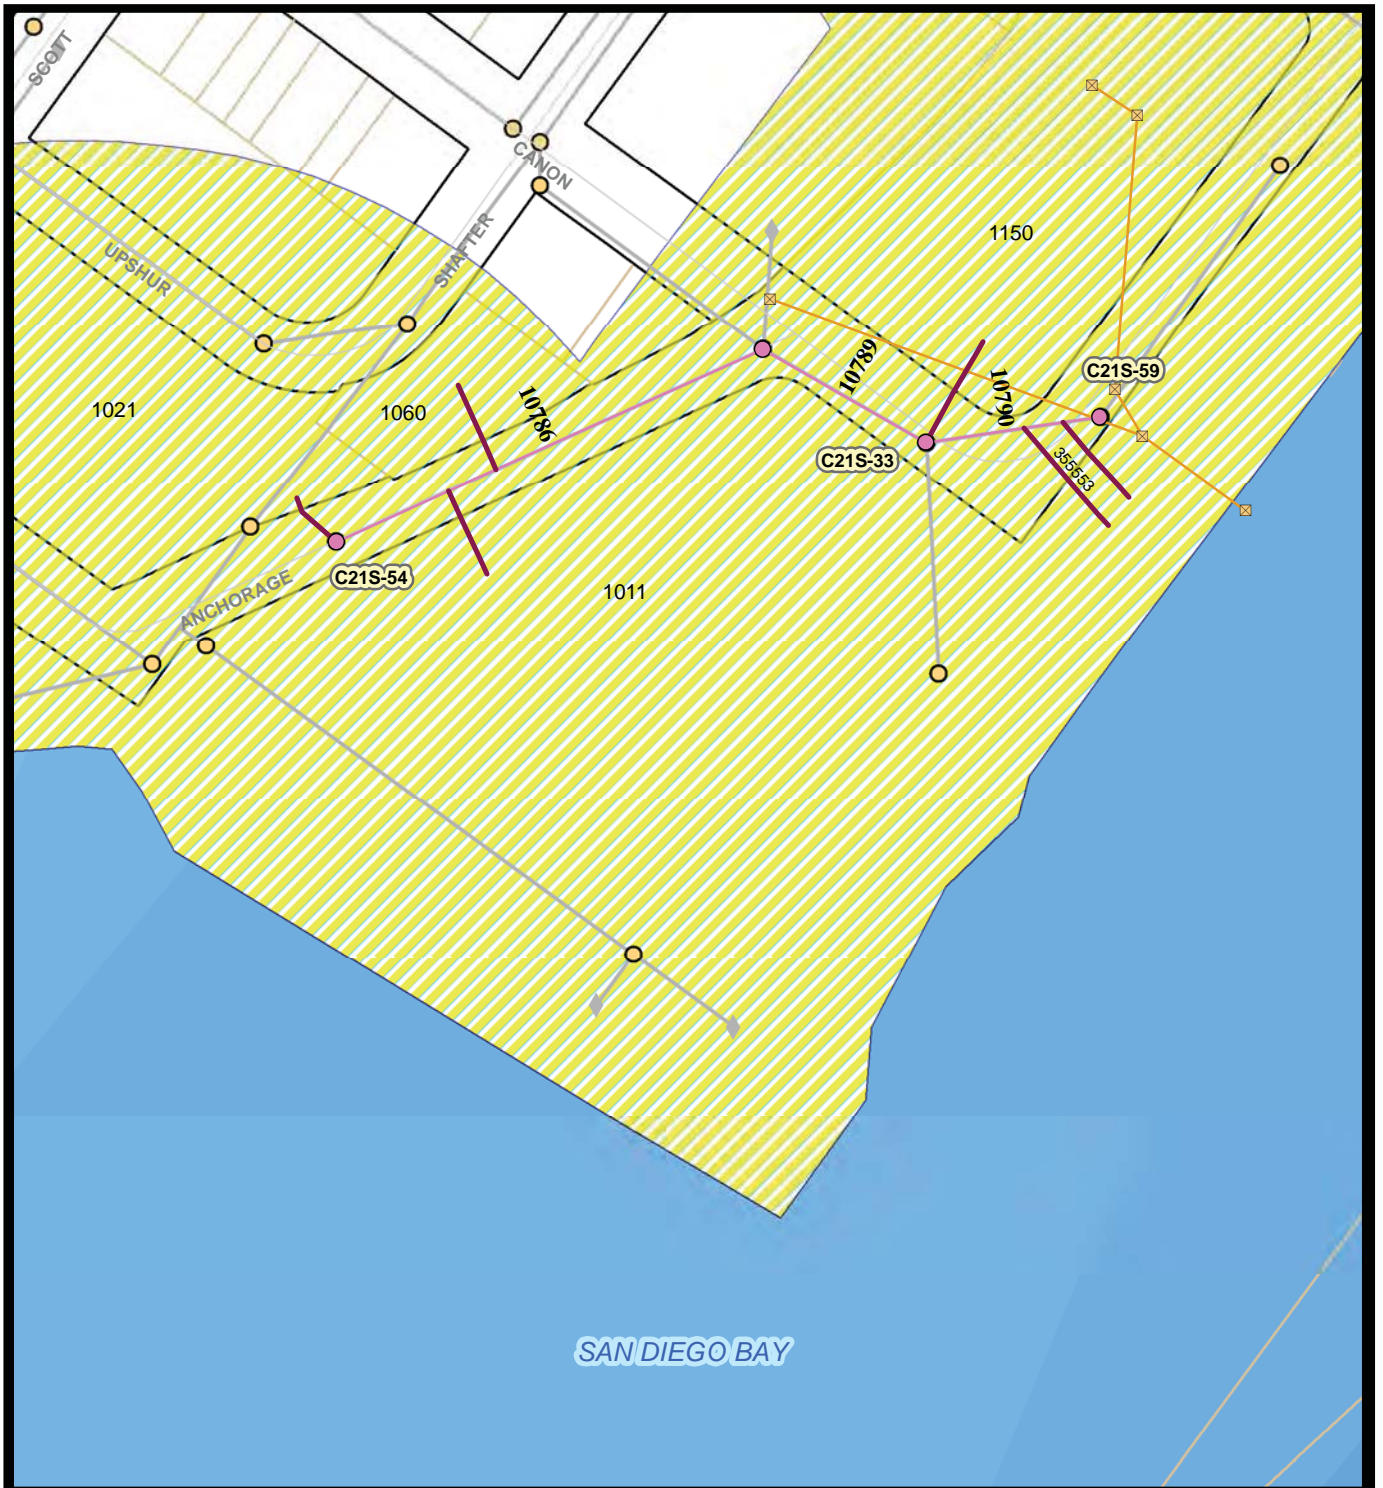 SCOTT
CANON
1150
SHAFTER
UPSHUR
10789
C21S-59
10790
10786
1021
1060
C21S-33
355553
C21S-54
1011
ANCHORAGE
SAN DIEGO BAY